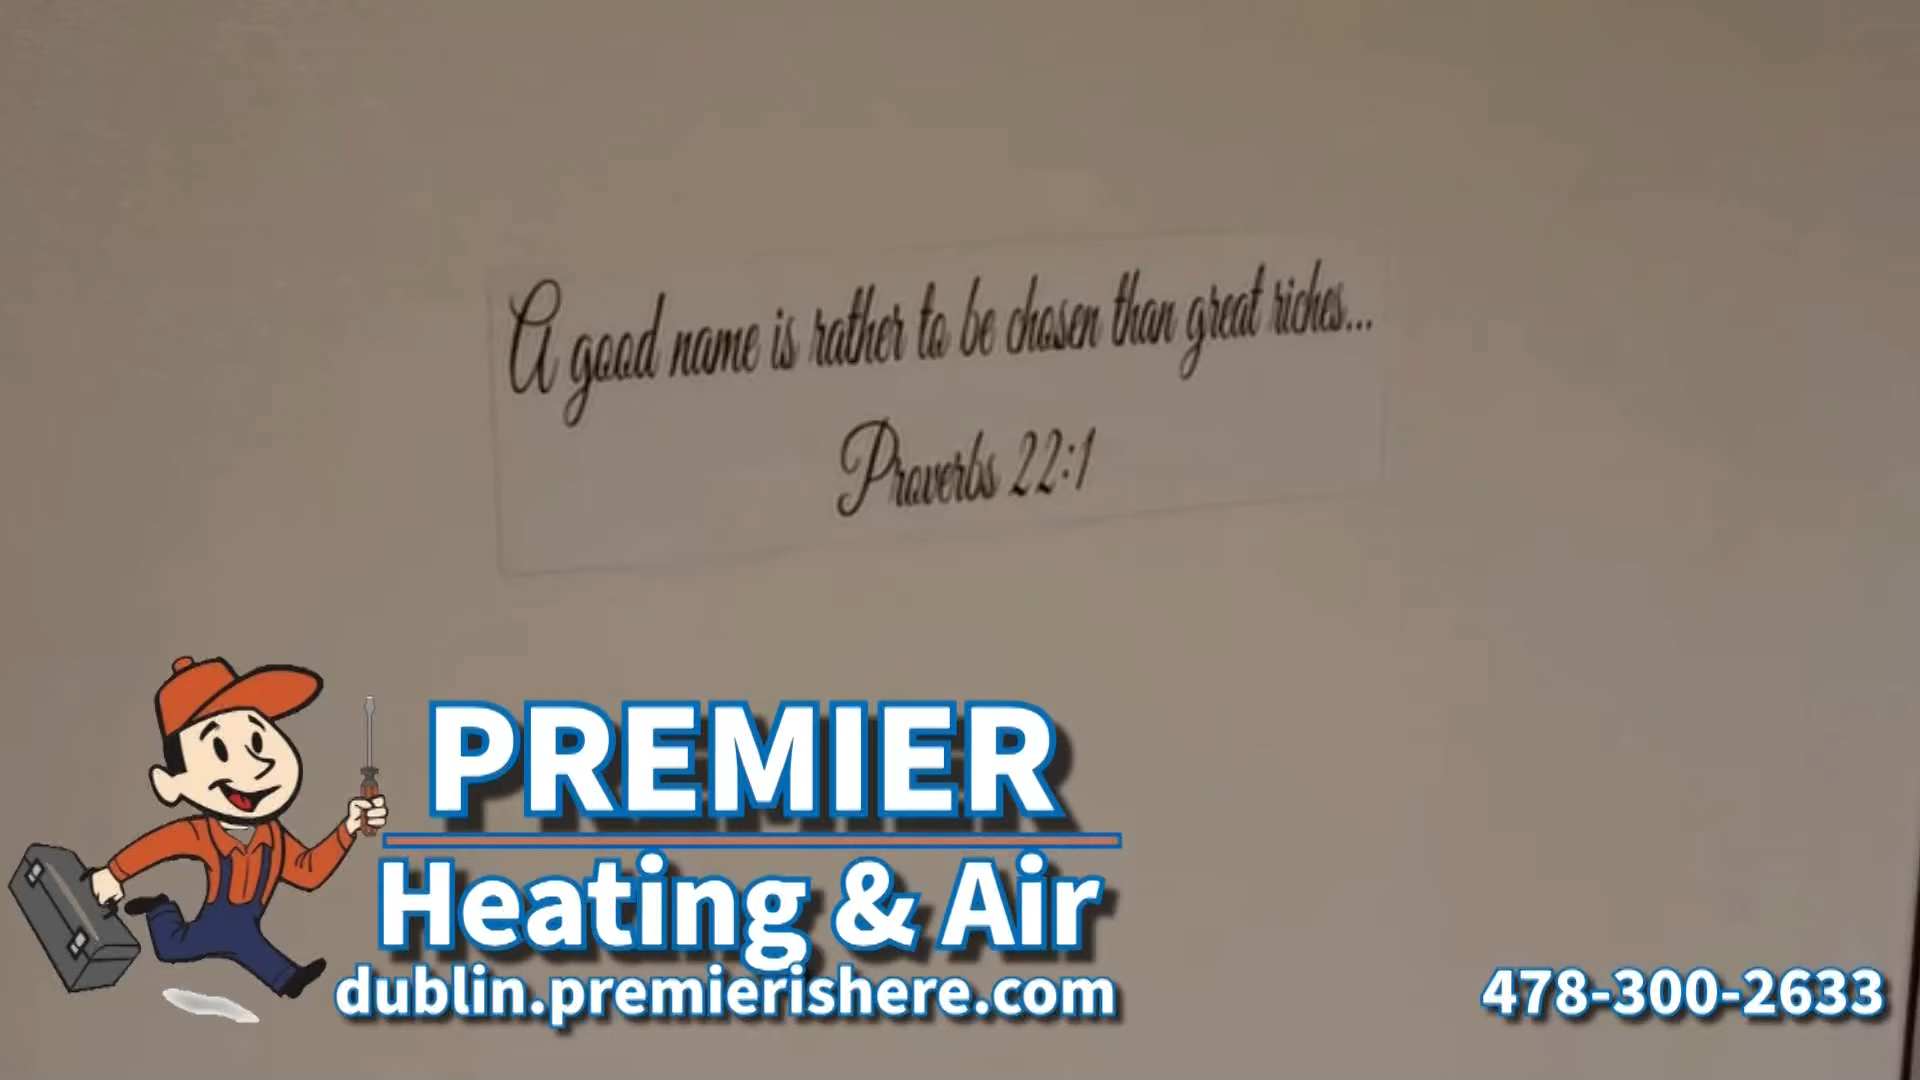 A good name is rather to be chosen than great riches...
Proverbs 22:1
PREMIER
Heating & Air
dublin.premierishere.com
478-300-2633